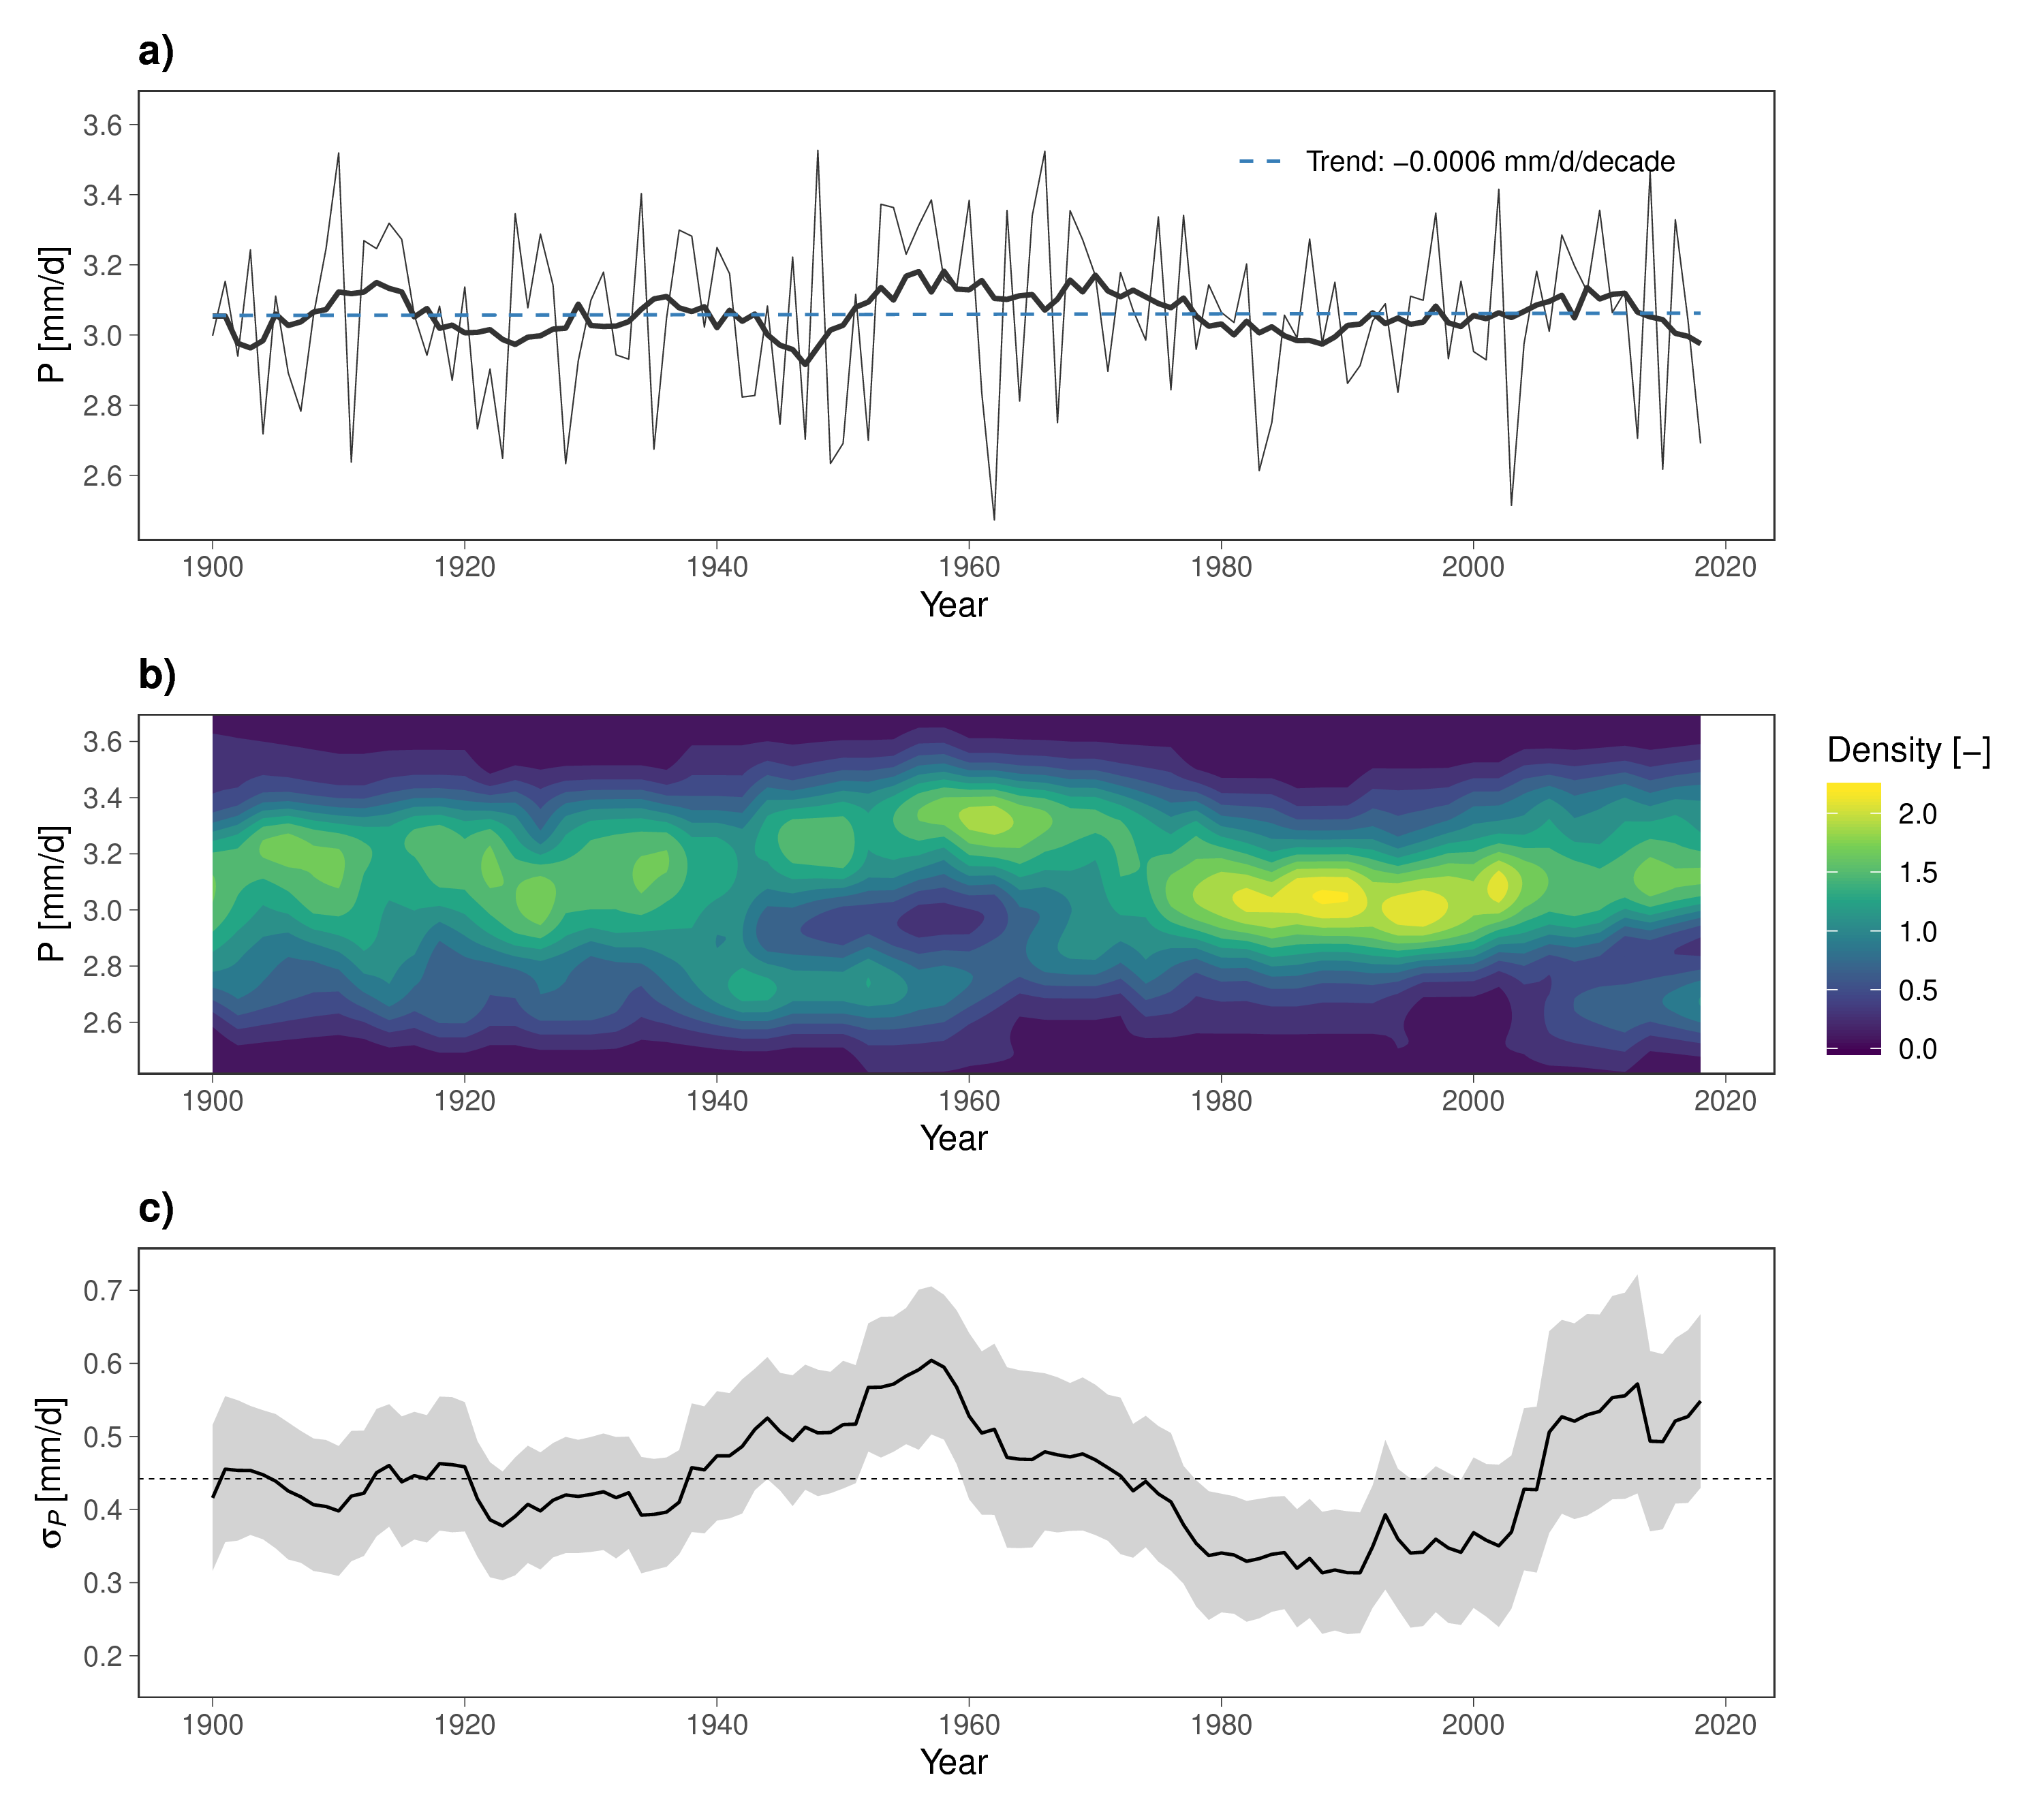 a)
3.6
3.4
3.2
3.0
2.8
2.6
P [mm/d]
Trend: −0.0006 mm/d/decade
1900 1920 1940 1960 1980 2000 2020
Year
b)
3.6
3.4
3.2
3.0
2.8
2.6
P [mm/d]
Density [−]
2.0
1.5
1.0
0.5
0.0
1900 1920 1940 1960 1980 2000 2020
Year
c)
0.7
0.6
0.5
0.4
0.3
0.2
σP [mm/d]
1900 1920 1940 1960 1980 2000 2020
Year